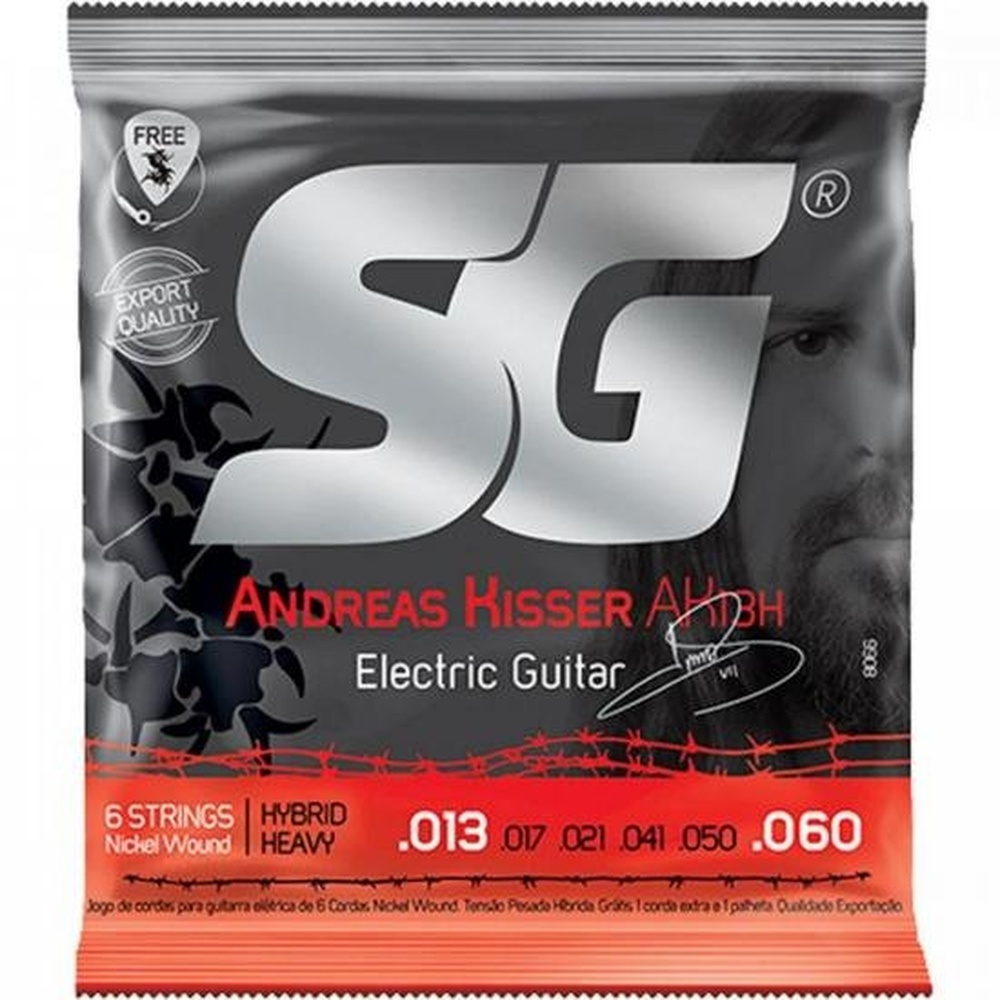 FREE
SG
®
EXPORT
QUALITY
ANDREAS KISSER AK13H
Electric Guitar
VII
8066
6 STRINGS
Nickel Wound
HYBRID
HEAVY
.013 .017 .021 .041 .050 .060
Jogo de cordas para guitarra elétrica de 6 Cordas Nickel Wound. Tensão Pesada Híbrida. Grátis 1 corda extra e 1 palheta. Qualidade Exportação